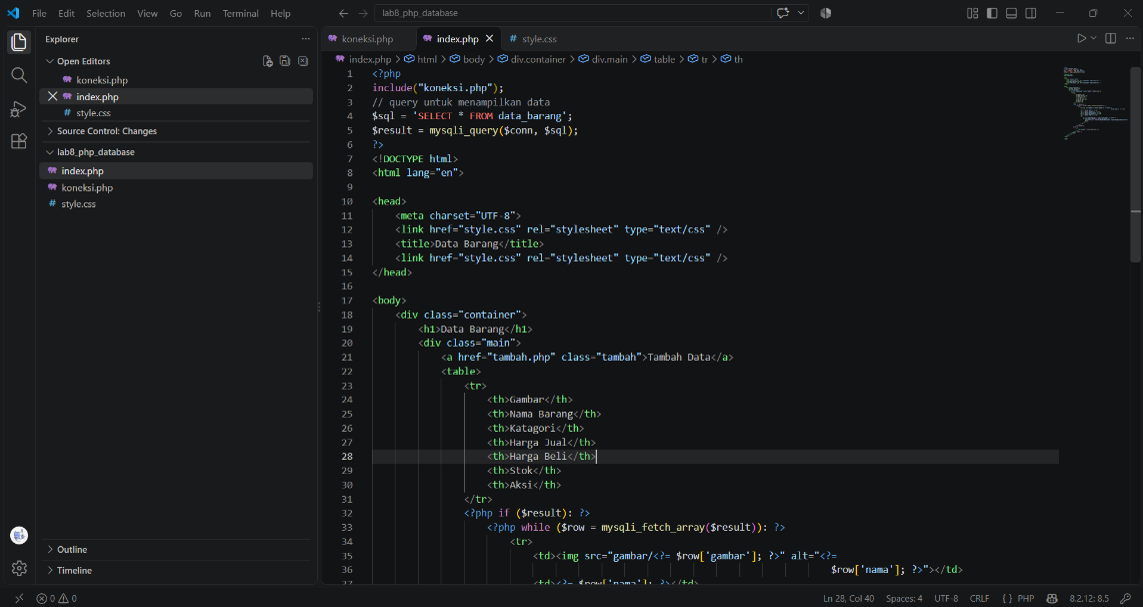 File Edit Selection View Go Run Terminal Help
lab8_php_database
Explorer
Open Editors
koneksi.php
index.php
style.css
Source Control: Changes
lab8_php_database
index.php
koneksi.php
style.css
Outline
Timeline
koneksi.php index.php style.css
index.php > html > body > div.container > div.main > table > tr > th
1 <?php
2 include("koneksi.php");
3 // query untuk menampilkan data
4 $sql = 'SELECT * FROM data_barang';
5 $result = mysqli_query($conn, $sql);
6 ?>
7 <!DOCTYPE html>
8 <html lang="en">
9
10 <head>
11 <meta charset="UTF-8">
12 <link href="style.css" rel="stylesheet" type="text/css" />
13 <title>Data Barang</title>
14 <link href="style.css" rel="stylesheet" type="text/css" />
15 </head>
16
17 <body>
18 <div class="container">
19 <h1>Data Barang</h1>
20 <div class="main">
21 <a href="tambah.php" class="tambah">Tambah Data</a>
22 <table>
23 <tr>
24 <th>Gambar</th>
25 <th>Nama Barang</th>
26 <th>Katagori</th>
27 <th>Harga Jual</th>
28 <th>Harga Beli</th>
29 <th>Stok</th>
30 <th>Aksi</th>
31 </tr>
32 <?php if ($result): ?>
33 <?php while ($row = mysqli_fetch_array($result)): ?>
34 <tr>
35 <td><img src="gambar/<?= $row['gambar']; ?>" alt="<?=
36 $row['nama']; ?>"></td>
37 <td><?= $row['nama']; ?></td>
0 0
Ln 28, Col 40 Spaces: 4 UTF-8 CRLF { } PHP 8.2.12: 8.5